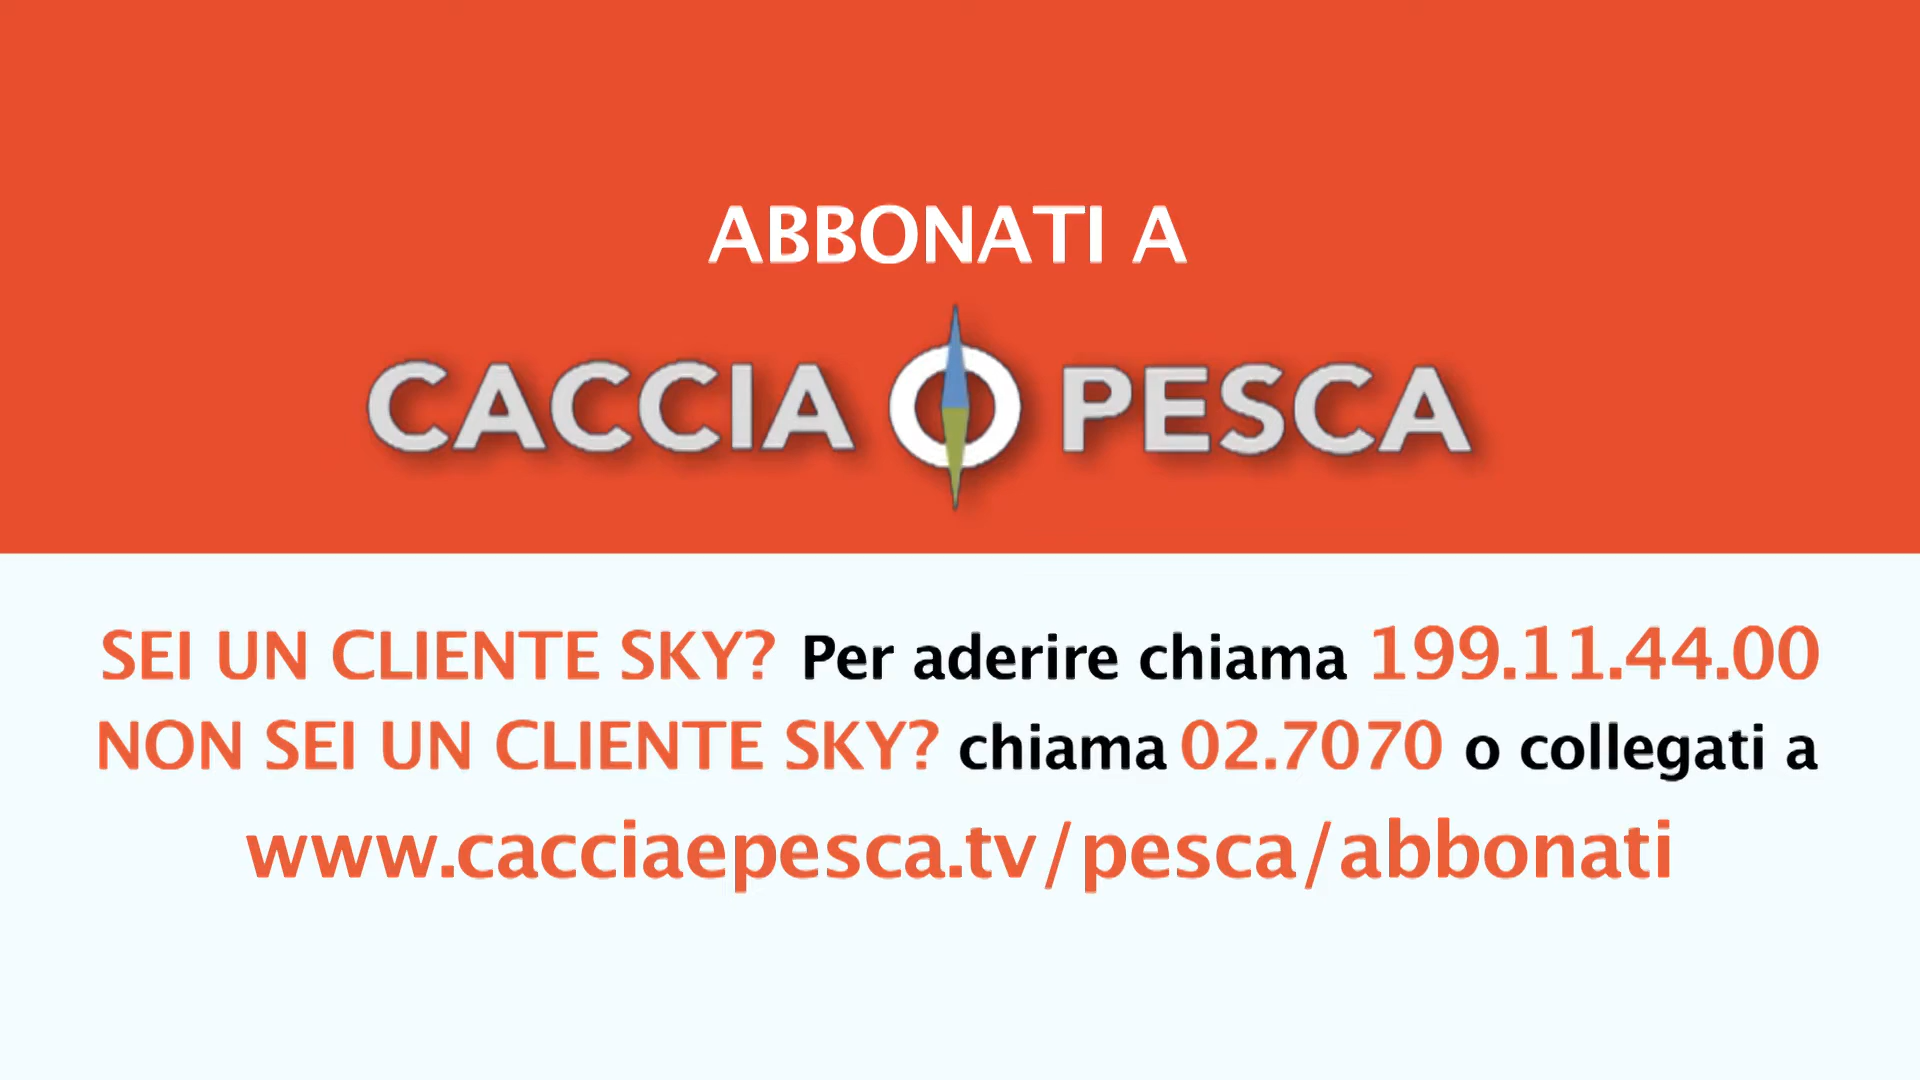 ABBONATI A
CACCIA PESCA
SEI UN CLIENTE SKY? Per aderire chiama 199.11.44.00
NON SEI UN CLIENTE SKY? chiama 02.7070 o collegati a
www.cacciaepesca.tv/pesca/abbonati